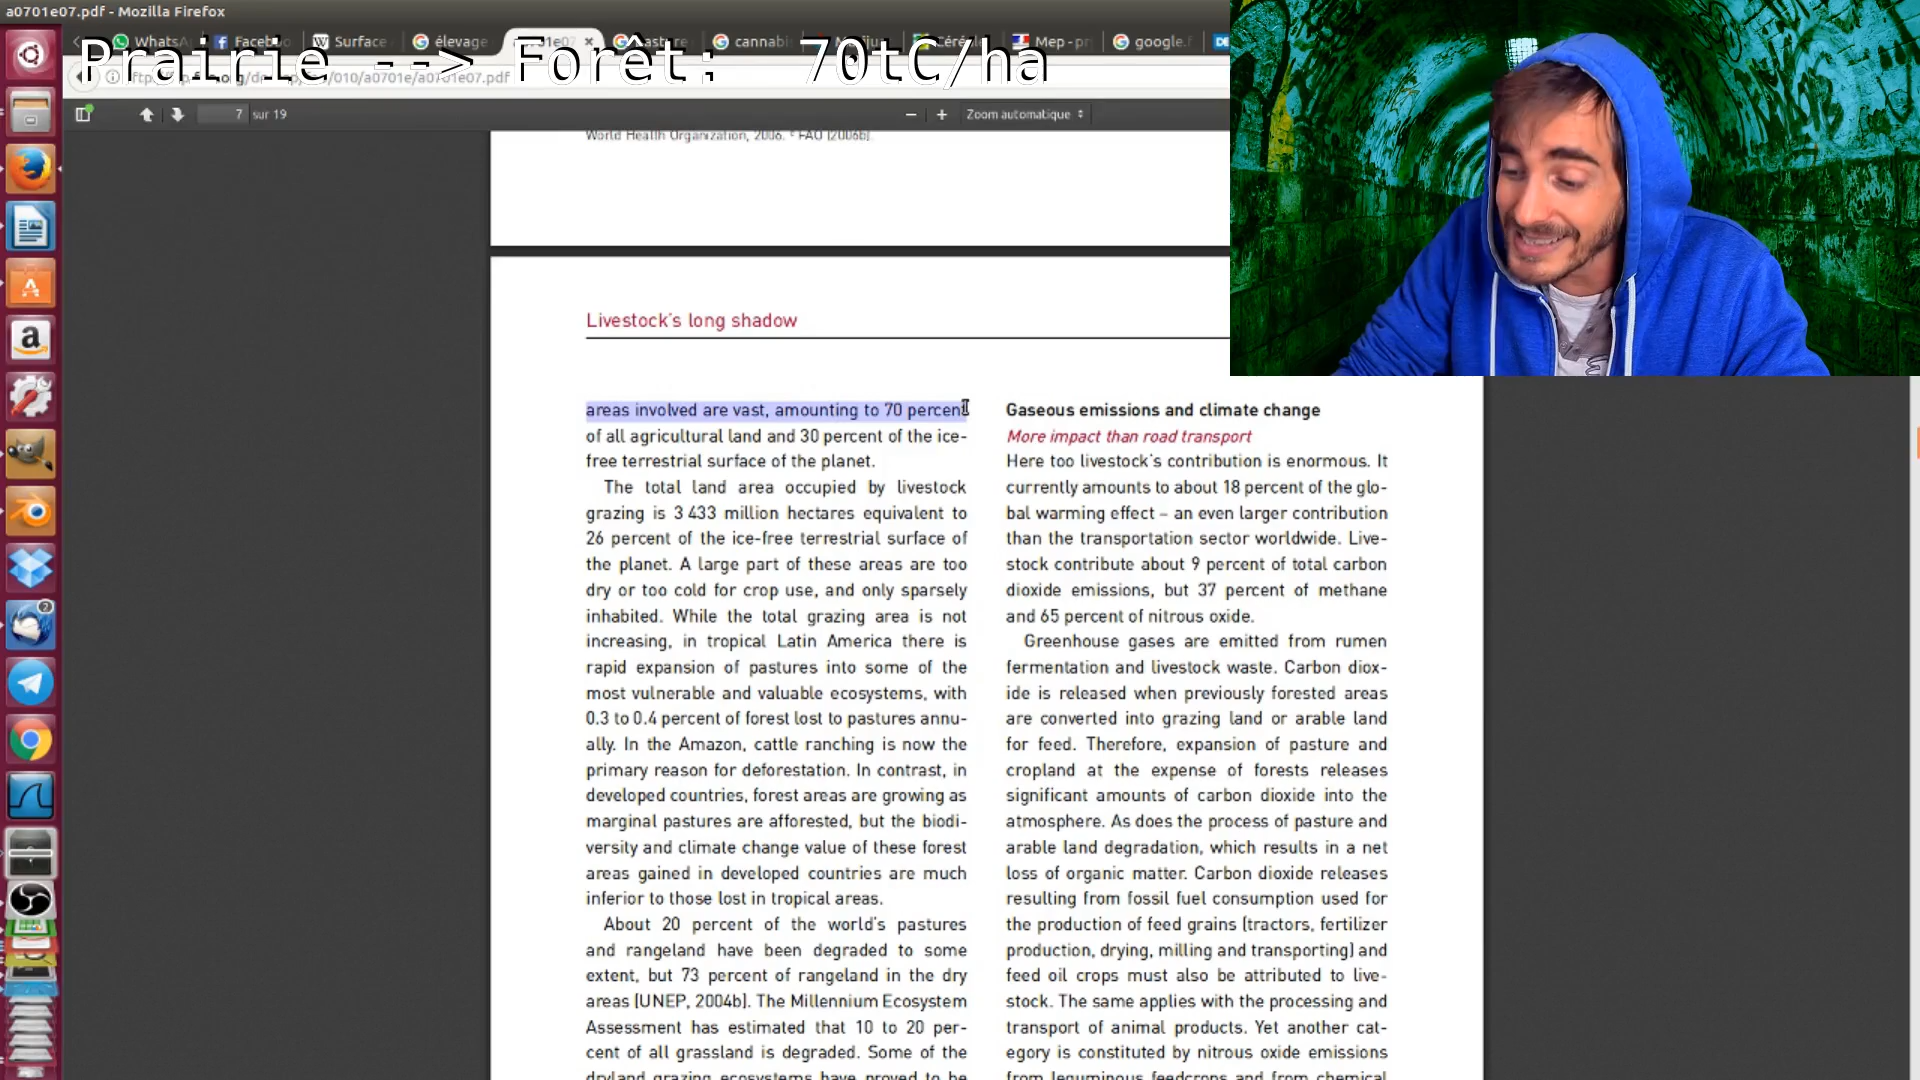 a0701e07.pdf - Mozilla Firefox
WhatsA
Facebo
Surface
élevage
cannabi
Mep - pr
google.f
DE
Prairie --> Forêt: 70tC/ha
/010/a0701e/a0701e07.pdf
7 sur 19
Zoom automatique
World Health Organization, 2006. c FAO (2006b).
Livestock's long shadow
areas involved are vast, amounting to 70 percent
of all agricultural land and 30 percent of the ice-
free terrestrial surface of the planet.
The total land area occupied by livestock
grazing is 3 433 million hectares equivalent to
26 percent of the ice-free terrestrial surface of
the planet. A large part of these areas are too
dry or too cold for crop use, and only sparsely
inhabited. While the total grazing area is not
increasing, in tropical Latin America there is
rapid expansion of pastures into some of the
most vulnerable and valuable ecosystems, with
0.3 to 0.4 percent of forest lost to pastures annu-
ally. In the Amazon, cattle ranching is now the
primary reason for deforestation. In contrast, in
developed countries, forest areas are growing as
marginal pastures are afforested, but the biodi-
versity and climate change value of these forest
areas gained in developed countries are much
inferior to those lost in tropical areas.
About 20 percent of the world's pastures
and rangeland have been degraded to some
extent, but 73 percent of rangeland in the dry
areas (UNEP, 2004b). The Millennium Ecosystem
Assessment has estimated that 10 to 20 per-
cent of all grassland is degraded. Some of the
dryland grazing ecosystems have proved to be
Gaseous emissions and climate change
More impact than road transport
Here too livestock's contribution is enormous. It
currently amounts to about 18 percent of the glo-
bal warming effect – an even larger contribution
than the transportation sector worldwide. Live-
stock contribute about 9 percent of total carbon
dioxide emissions, but 37 percent of methane
and 65 percent of nitrous oxide.
Greenhouse gases are emitted from rumen
fermentation and livestock waste. Carbon diox-
ide is released when previously forested areas
are converted into grazing land or arable land
for feed. Therefore, expansion of pasture and
cropland at the expense of forests releases
significant amounts of carbon dioxide into the
atmosphere. As does the process of pasture and
arable land degradation, which results in a net
loss of organic matter. Carbon dioxide releases
resulting from fossil fuel consumption used for
the production of feed grains (tractors, fertilizer
production, drying, milling and transporting) and
feed oil crops must also be attributed to live-
stock. The same applies with the processing and
transport of animal products. Yet another cat-
egory is constituted by nitrous oxide emissions
from leguminous feedcrops and from chemical